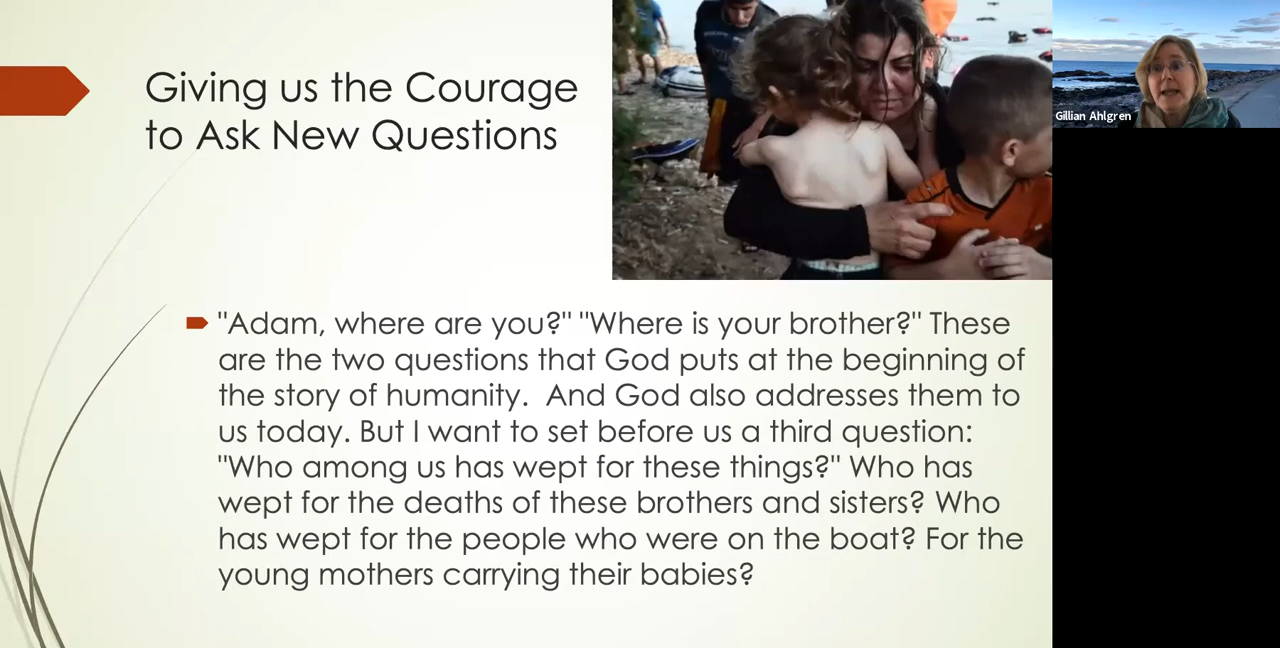 Giving us the Courage
to Ask New Questions
Gillian Ahlgren
"Adam, where are you?" "Where is your brother?" These
are the two questions that God puts at the beginning of
the story of humanity.  And God also addresses them to
us today. But I want to set before us a third question:
"Who among us has wept for these things?" Who has
wept for the deaths of these brothers and sisters? Who
has wept for the people who were on the boat? For the
young mothers carrying their babies?